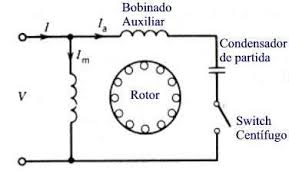 Bobinado
Auxiliar
I
Ia
Im
Condensador
de partida
V
Rotor
Switch
Centífugo